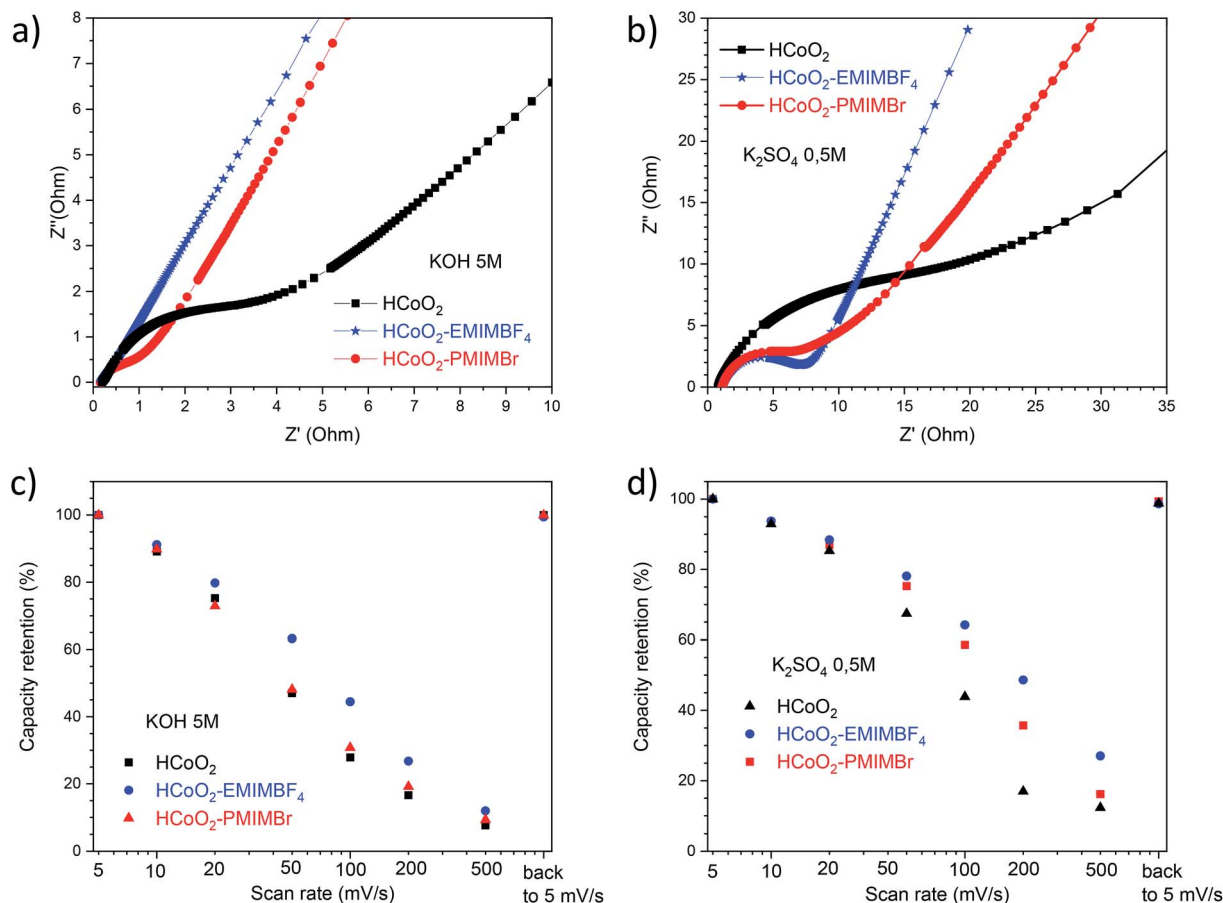 a)
8
7
6
5
4
3
2
1
0
Z''(Ohm)
KOH 5M
HCoO₂
HCoO₂-EMIMBF₄
HCoO₂-PMIMBr
0 1 2 3 4 5 6 7 8 9 10
Z' (Ohm)
b)
30
25
20
15
10
5
0
Z'' (Ohm)
HCoO₂
HCoO₂-EMIMBF₄
HCoO₂-PMIMBr
K₂SO₄ 0,5M
0 5 10 15 20 25 30 35
Z' (Ohm)
c)
100
80
60
40
20
0
Capacity retention (%)
KOH 5M
HCoO₂
HCoO₂-EMIMBF₄
HCoO₂-PMIMBr
5 10 20 50 100 200 500 back
to 5 mV/s
Scan rate (mV/s)
d)
100
80
60
40
20
0
Capacity retention (%)
K₂SO₄ 0,5M
HCoO₂
HCoO₂-EMIMBF₄
HCoO₂-PMIMBr
5 10 20 50 100 200 500 back
to 5 mV/s
Scan rate (mV/s)